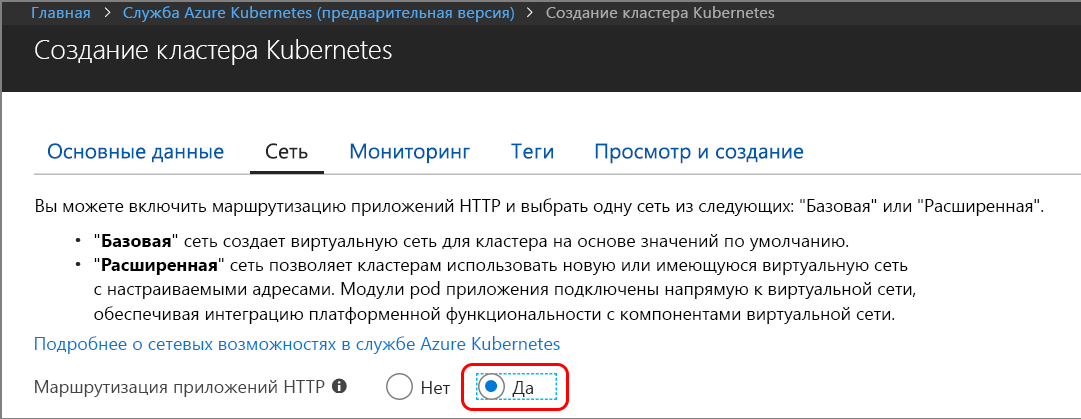 Главная > Служба Azure Kubernetes (предварительная версия) > Создание кластера Kubernetes
Создание кластера Kubernetes
Основные данные Сеть Мониторинг Теги Просмотр и создание
Вы можете включить маршрутизацию приложений HTTP и выбрать одну сеть из следующих: "Базовая" или "Расширенная".
• "Базовая" сеть создает виртуальную сеть для кластера на основе значений по умолчанию.
• "Расширенная" сеть позволяет кластерам использовать новую или имеющуюся виртуальную сеть
с настраиваемыми адресами. Модули pod приложения подключены напрямую к виртуальной сети,
обеспечивая интеграцию платформенной функциональности с компонентами виртуальной сети.
Подробнее о сетевых возможностях в службе Azure Kubernetes
Маршрутизация приложений HTTP Нет Да